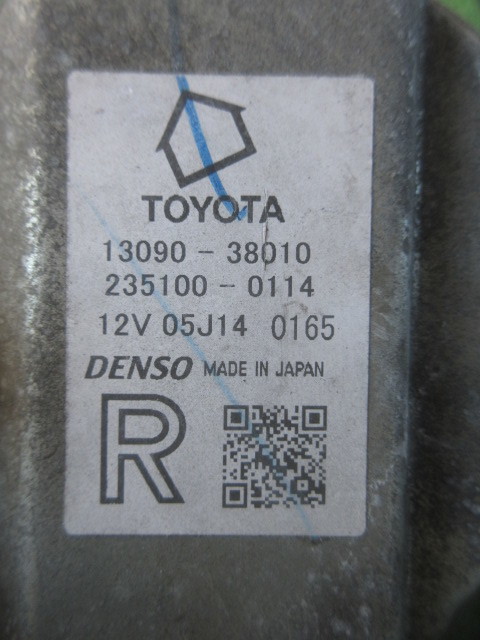 TOYOTA
13090 - 38010
235100 - 0114
12V 05J14 0165
DENSO MADE IN JAPAN
R